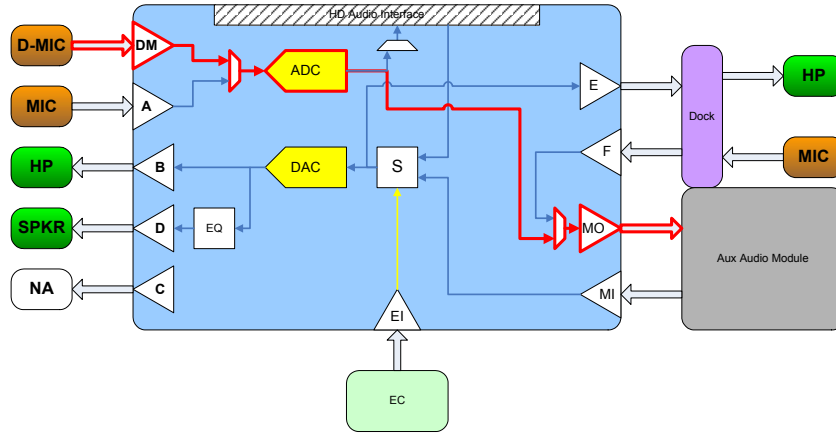 HD Audio Interface
D-MIC
DM
ADC
MIC
A
E
HP
Dock
F
MIC
HP
B
DAC
S
SPKR
D
EQ
MO
Aux Audio Module
NA
C
MI
EI
EC